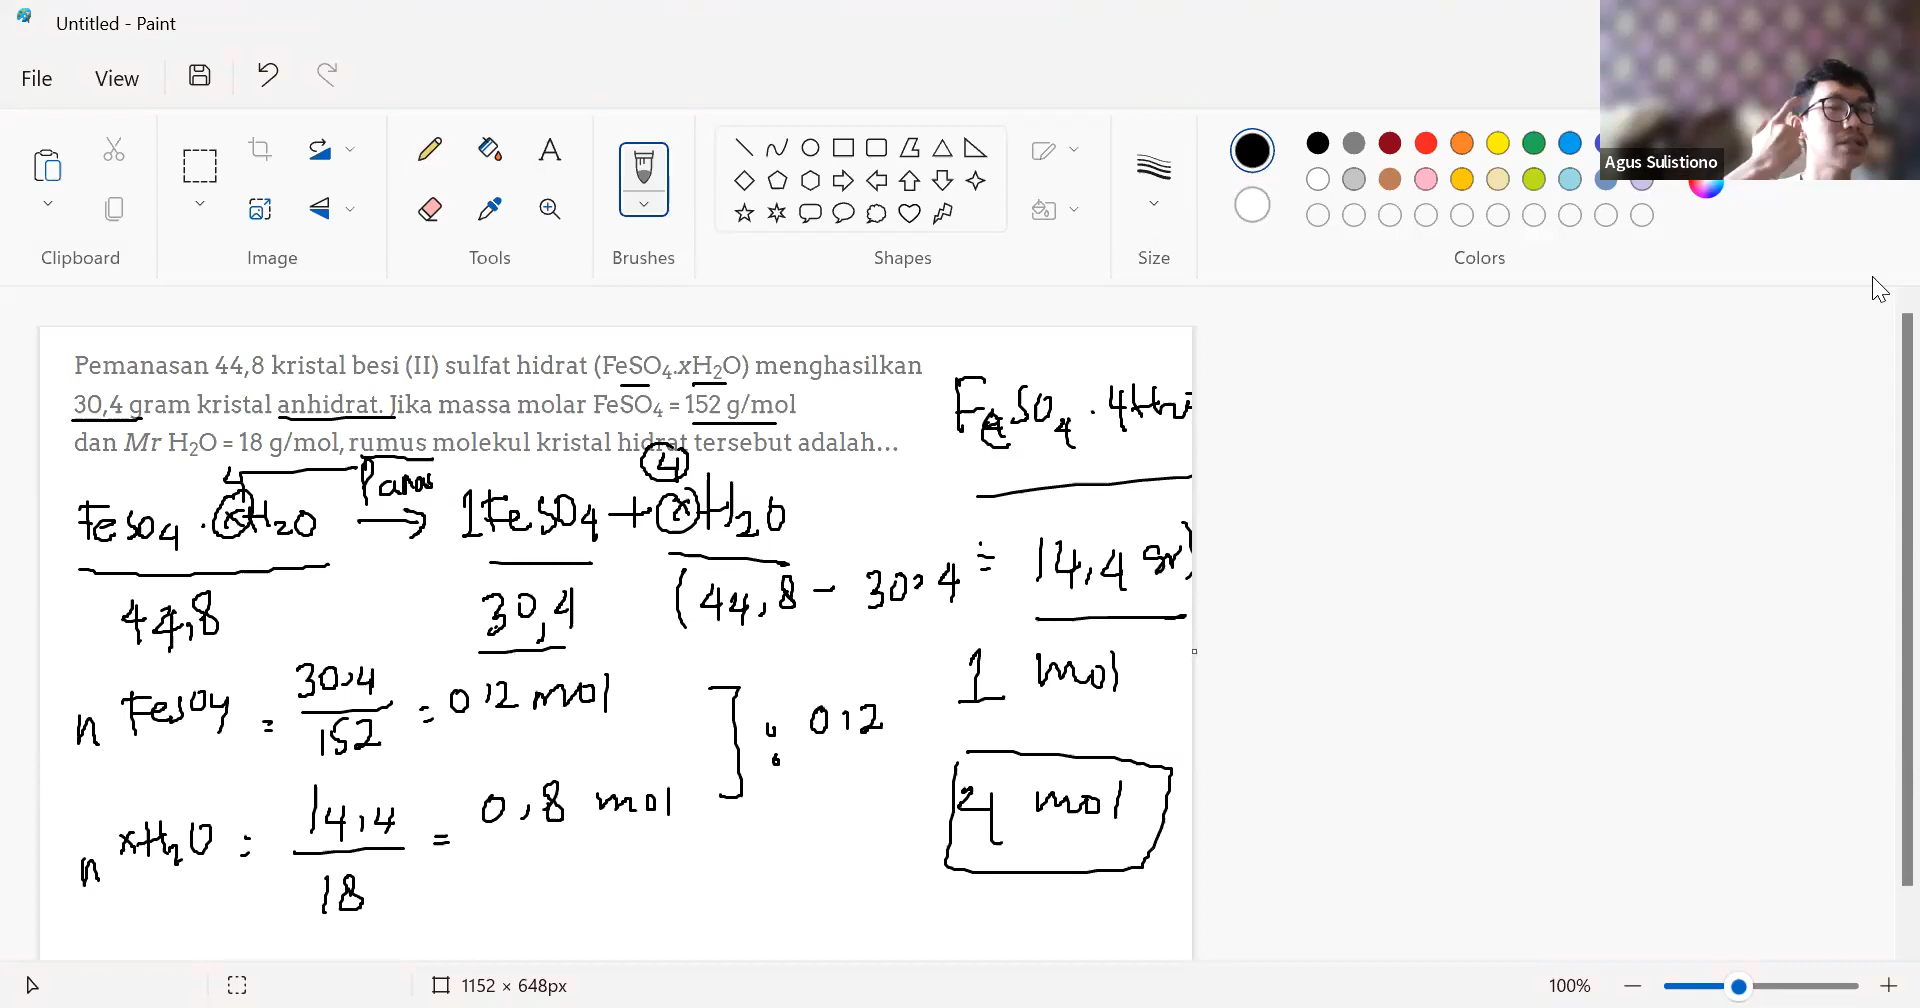 Untitled - Paint
File View
Agus Sulistiono
Clipboard Image Tools Brushes Shapes Size Colors
Pemanasan 44,8 kristal besi (II) sulfat hidrat (FeSO₄.xH₂O) menghasilkan
30,4 gram kristal anhidrat. Jika massa molar FeSO₄ = 152 g/mol
dan Mr H₂O = 18 g/mol, rumus molekul kristal hidrat tersebut adalah...
FeSO₄ . 4H₂
4 Panas 4
FeSO₄ . xH₂O → 1FeSO₄ + xH₂O
44,8 30,4 (44,8 - 30,4 = 14,4 gr)
n FeSO₄ = 30,4 / 152 = 0,2 mol
: 0,2
1 mol
n xH₂O = 14,4 / 18 = 0,8 mol
4 mol
1152 × 648px 100%